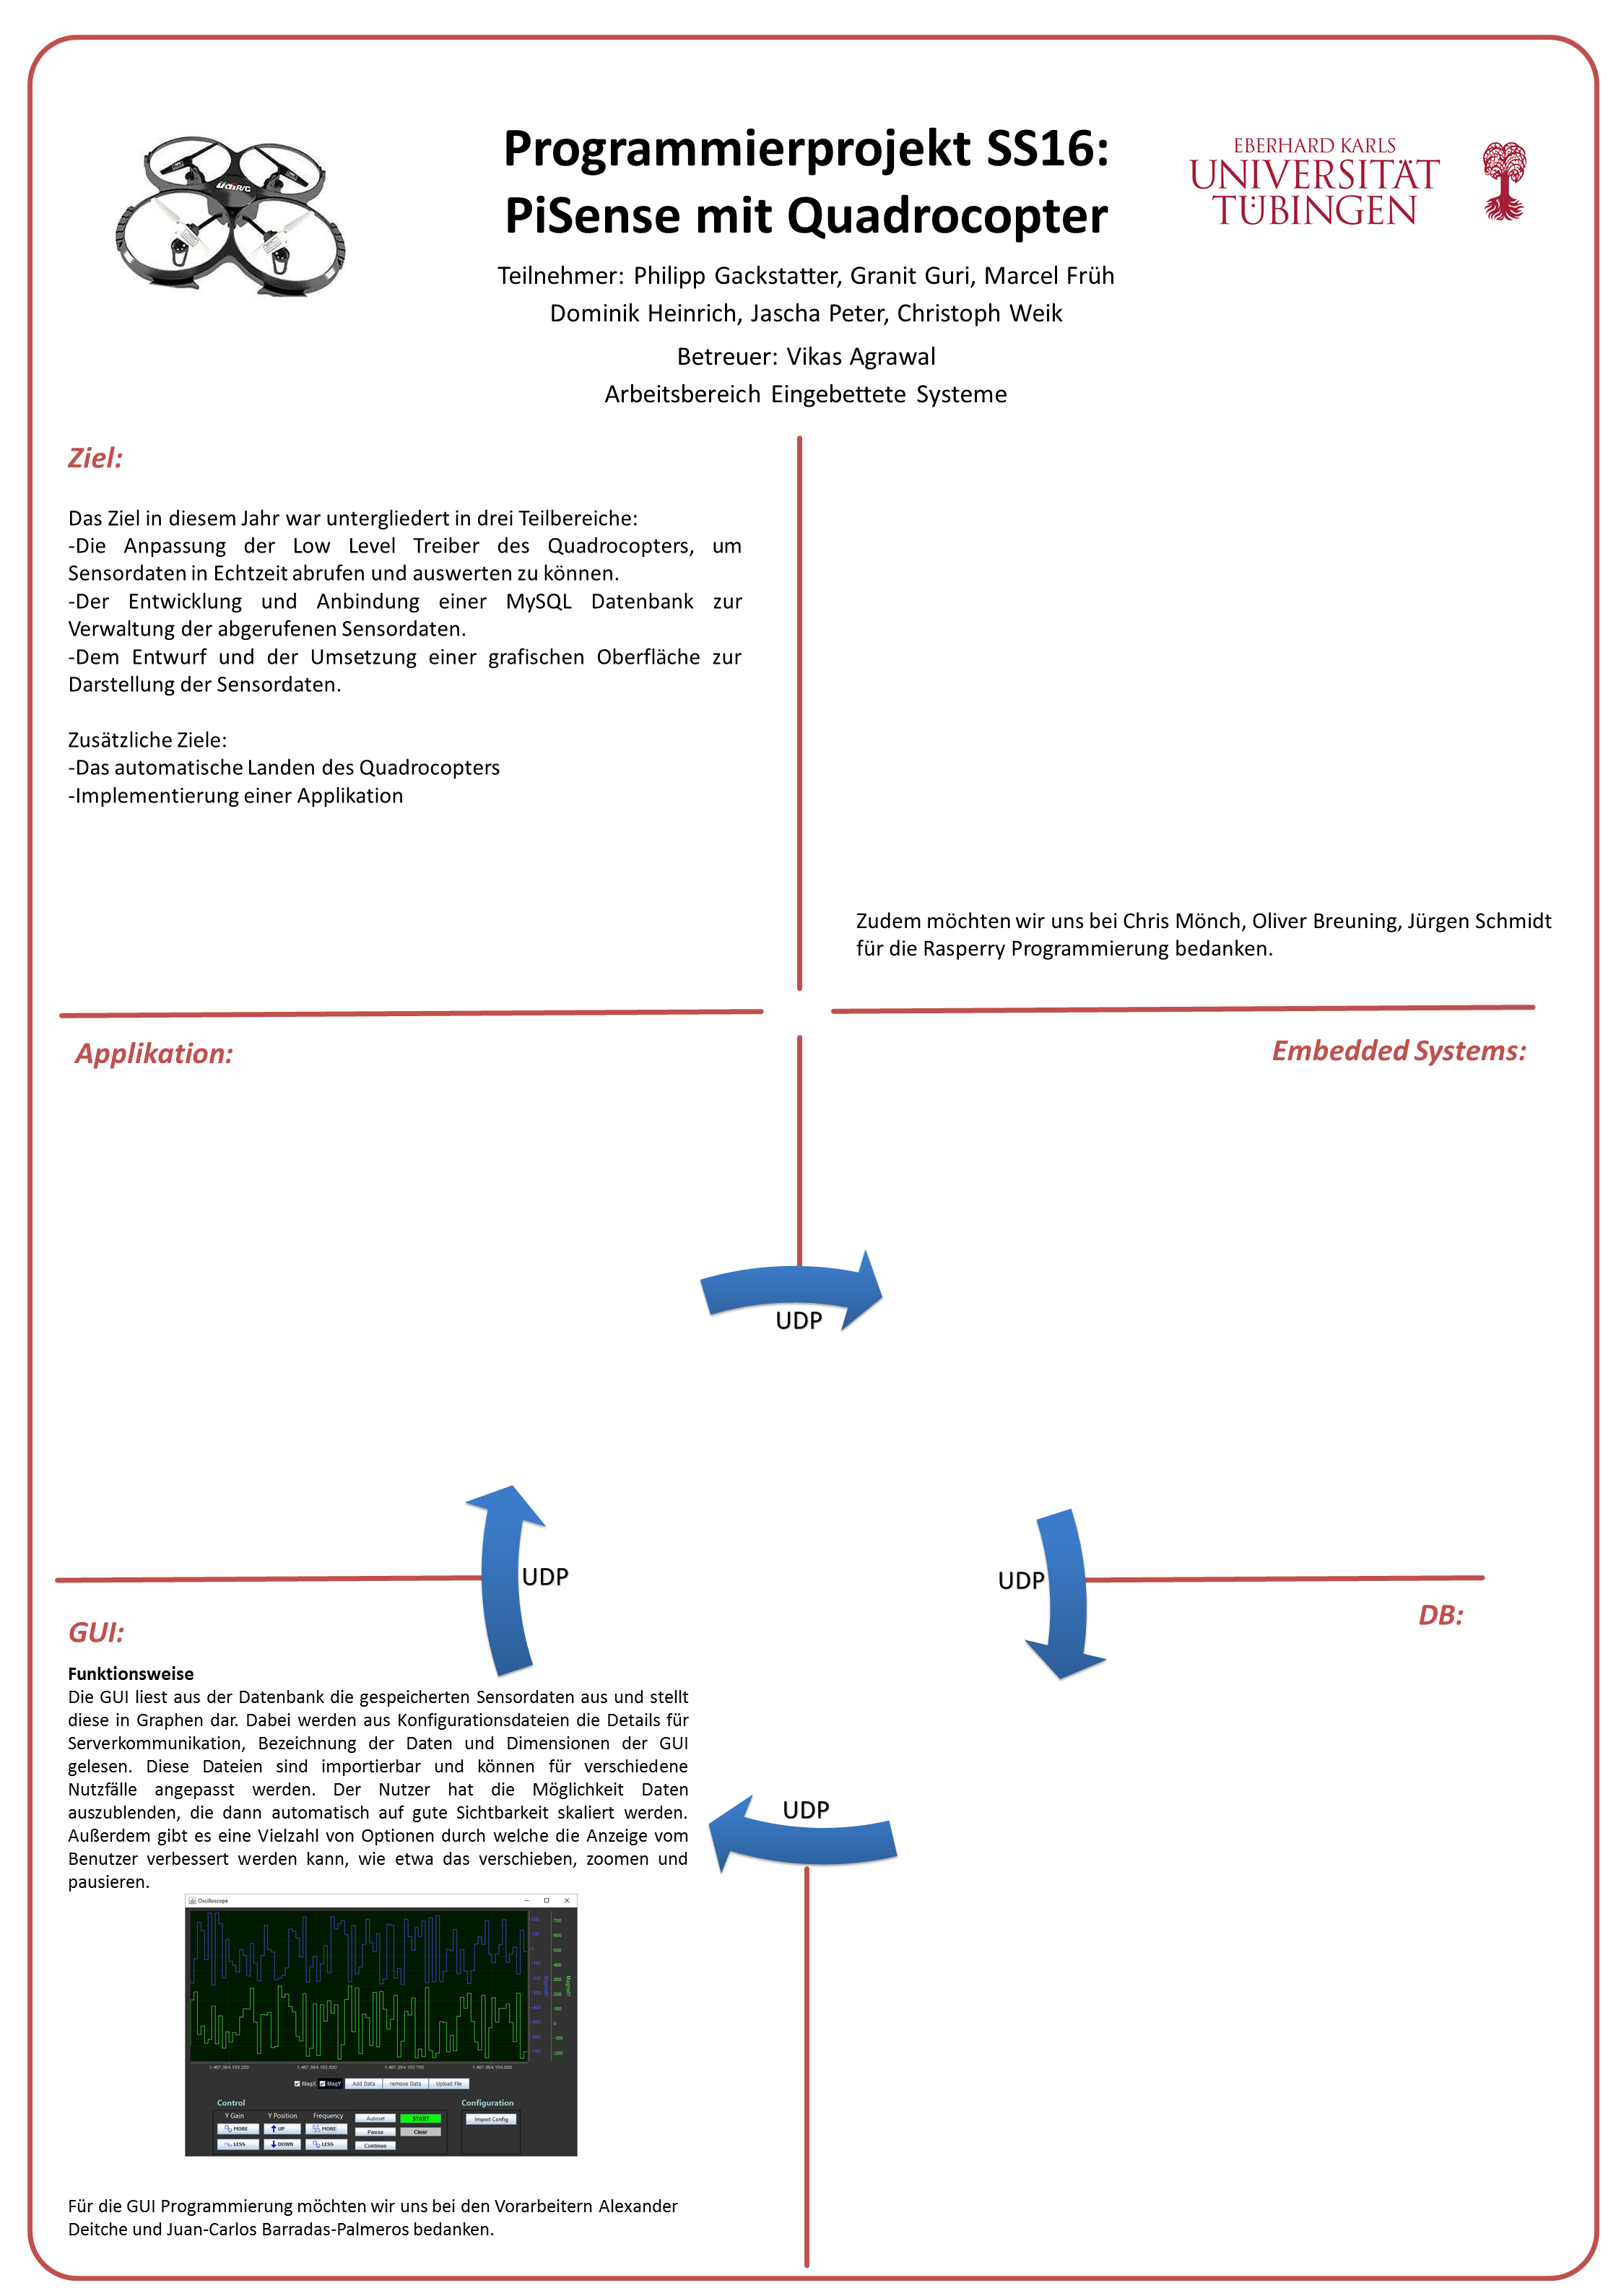 Programmierprojekt SS16:
PiSense mit Quadrocopter
EBERHARD KARLS
UNIVERSITÄT
TÜBINGEN
Teilnehmer: Philipp Gackstatter, Granit Guri, Marcel Früh
Dominik Heinrich, Jascha Peter, Christoph Weik
Betreuer: Vikas Agrawal
Arbeitsbereich Eingebettete Systeme
Ziel:
Das Ziel in diesem Jahr war untergliedert in drei Teilbereiche:
-Die Anpassung der Low Level Treiber des Quadrocopters, um
Sensordaten in Echtzeit abrufen und auswerten zu können.
-Der Entwicklung und Anbindung einer MySQL Datenbank zur
Verwaltung der abgerufenen Sensordaten.
-Dem Entwurf und der Umsetzung einer grafischen Oberfläche zur
Darstellung der Sensordaten.
Zusätzliche Ziele:
-Das automatische Landen des Quadrocopters
-Implementierung einer Applikation
Zudem möchten wir uns bei Chris Mönch, Oliver Breuning, Jürgen Schmidt
für die Rasperry Programmierung bedanken.
Applikation:
Embedded Systems:
UDP
UDP
UDP
DB:
GUI:
Funktionsweise
Die GUI liest aus der Datenbank die gespeicherten Sensordaten aus und stellt
diese in Graphen dar. Dabei werden aus Konfigurationsdateien die Details für
Serverkommunikation, Bezeichnung der Daten und Dimensionen der GUI
gelesen. Diese Dateien sind importierbar und können für verschiedene
Nutzfälle angepasst werden. Der Nutzer hat die Möglichkeit Daten
auszublenden, die dann automatisch auf gute Sichtbarkeit skaliert werden.
Außerdem gibt es eine Vielzahl von Optionen durch welche die Anzeige vom
Benutzer verbessert werden kann, wie etwa das verschieben, zoomen und
pausieren.
UDP
Oscilloscope
MagX MagY Add Data remove Data Upload File
Control
Configuration
Y Gain Y Position Frequency
MORE UP MORE Autoset START
LESS DOWN LESS Pause Clear
Continue
Import Config
Für die GUI Programmierung möchten wir uns bei den Vorarbeitern Alexander
Deitche und Juan-Carlos Barradas-Palmeros bedanken.